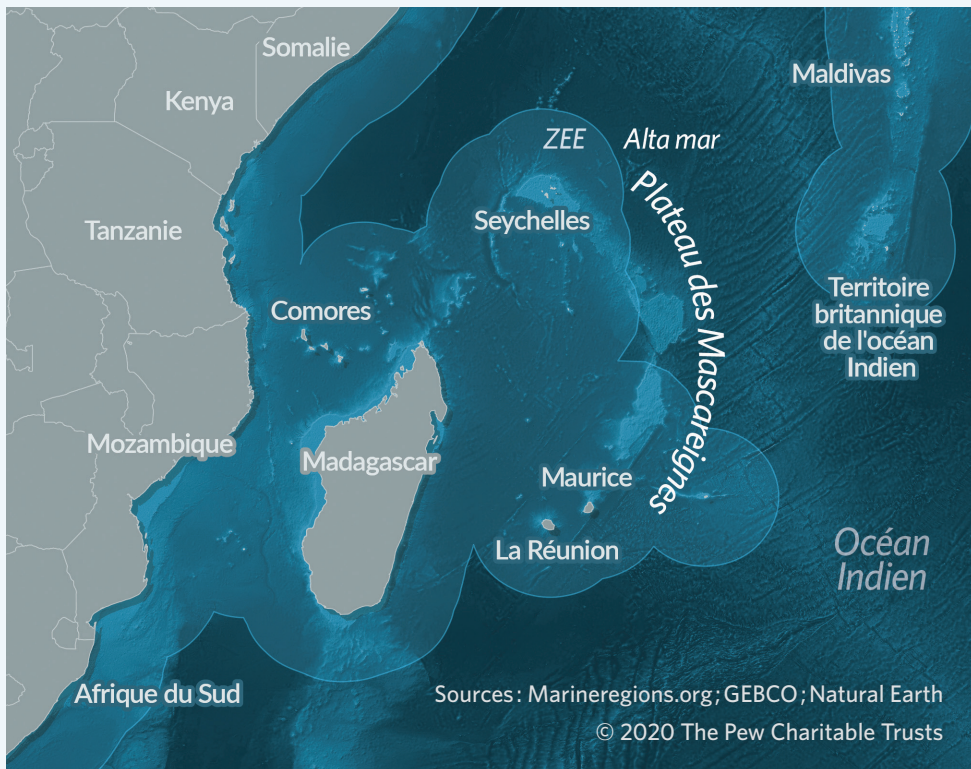 Somalie
Maldivas
Kenya
ZEE
Alta mar
Plateau des Mascareignes
Seychelles
Tanzanie
Territoire
britannique
de l'océan
Indien
Comores
Mozambique
Madagascar
Maurice
La Réunion
Océan
Indien
Afrique du Sud
Sources : Marineregions.org ; GEBCO ; Natural Earth
© 2020 The Pew Charitable Trusts